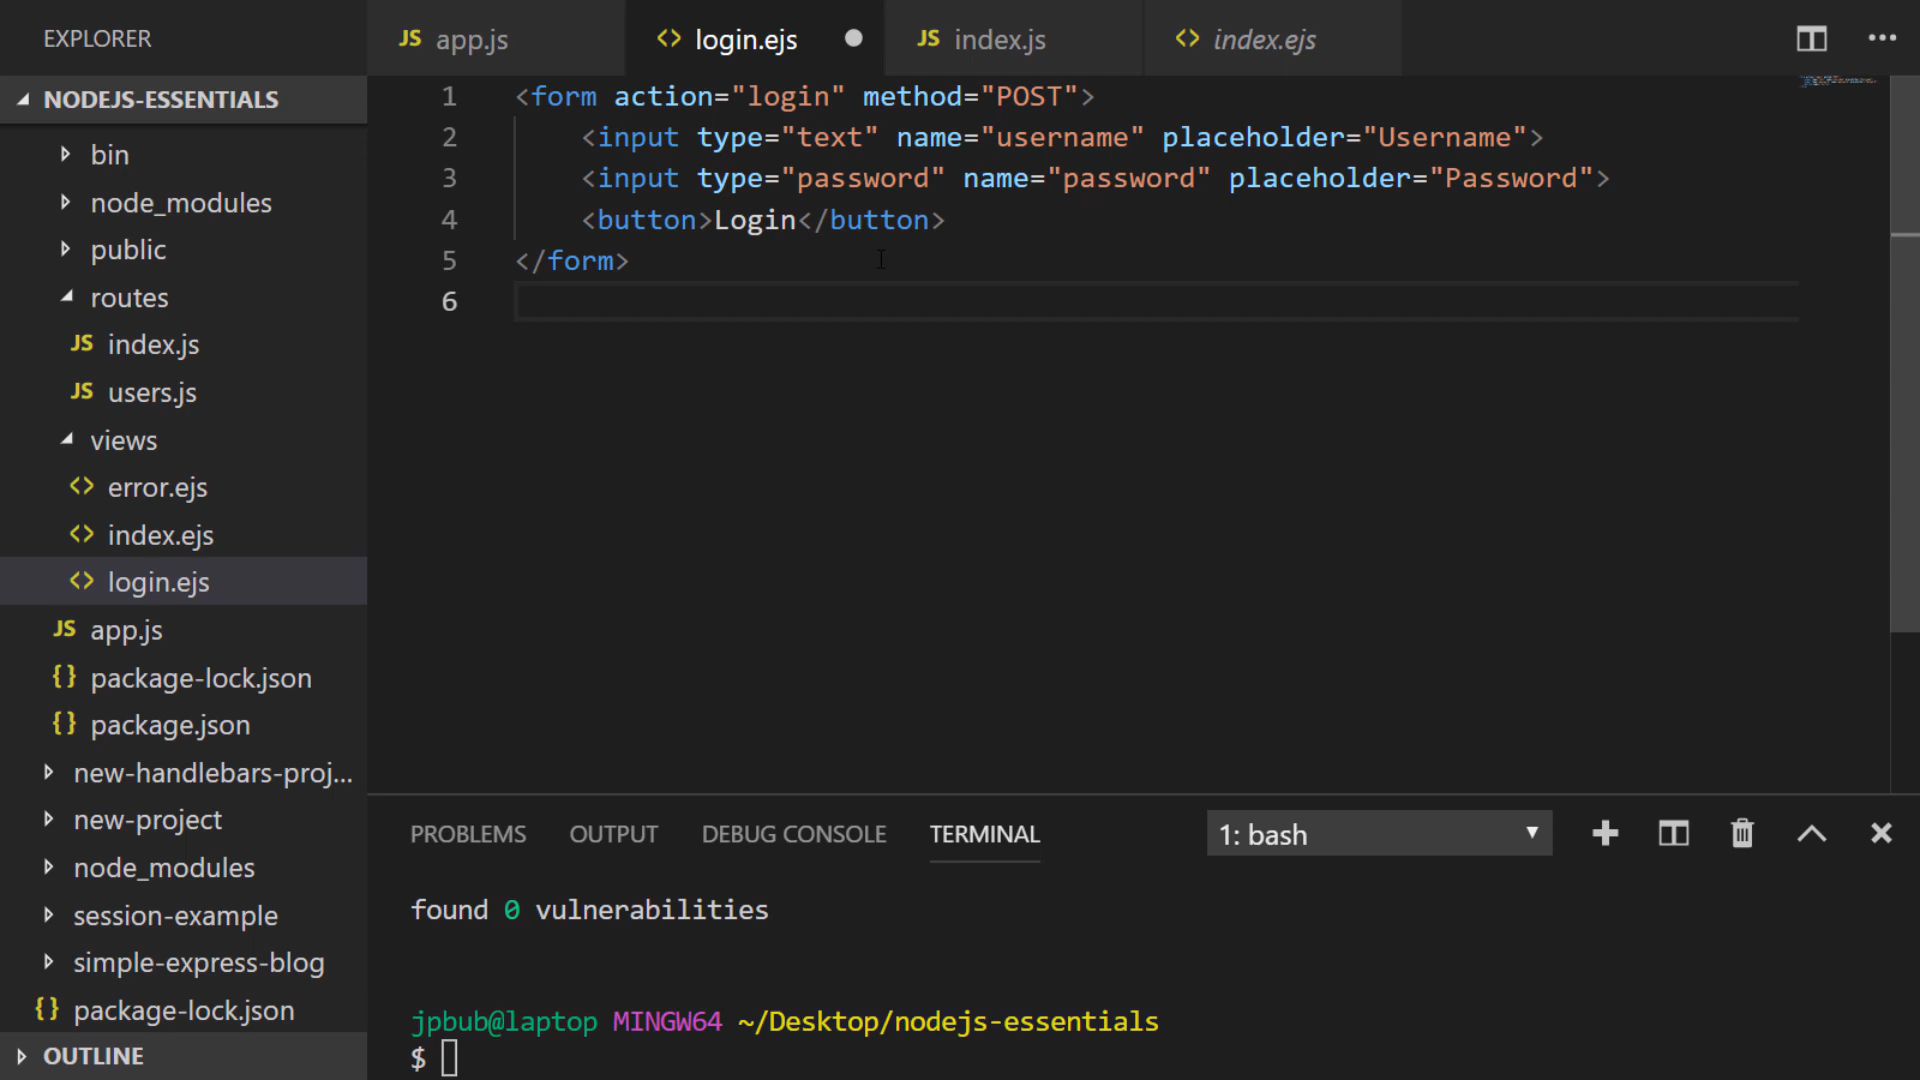 EXPLORER
JS app.js
<> login.ejs
JS index.js
<> index.ejs
NODEJS-ESSENTIALS
bin
node_modules
public
routes
JS index.js
JS users.js
views
<> error.ejs
<> index.ejs
<> login.ejs
JS app.js
{} package-lock.json
{} package.json
new-handlebars-proj...
new-project
node_modules
session-example
simple-express-blog
{} package-lock.json
OUTLINE
1 <form action="login" method="POST">
2 <input type="text" name="username" placeholder="Username">
3 <input type="password" name="password" placeholder="Password">
4 <button>Login</button>
5 </form>
6
PROBLEMS OUTPUT DEBUG CONSOLE TERMINAL 1: bash
found 0 vulnerabilities
jpbub@laptop MINGW64 ~/Desktop/nodejs-essentials
$